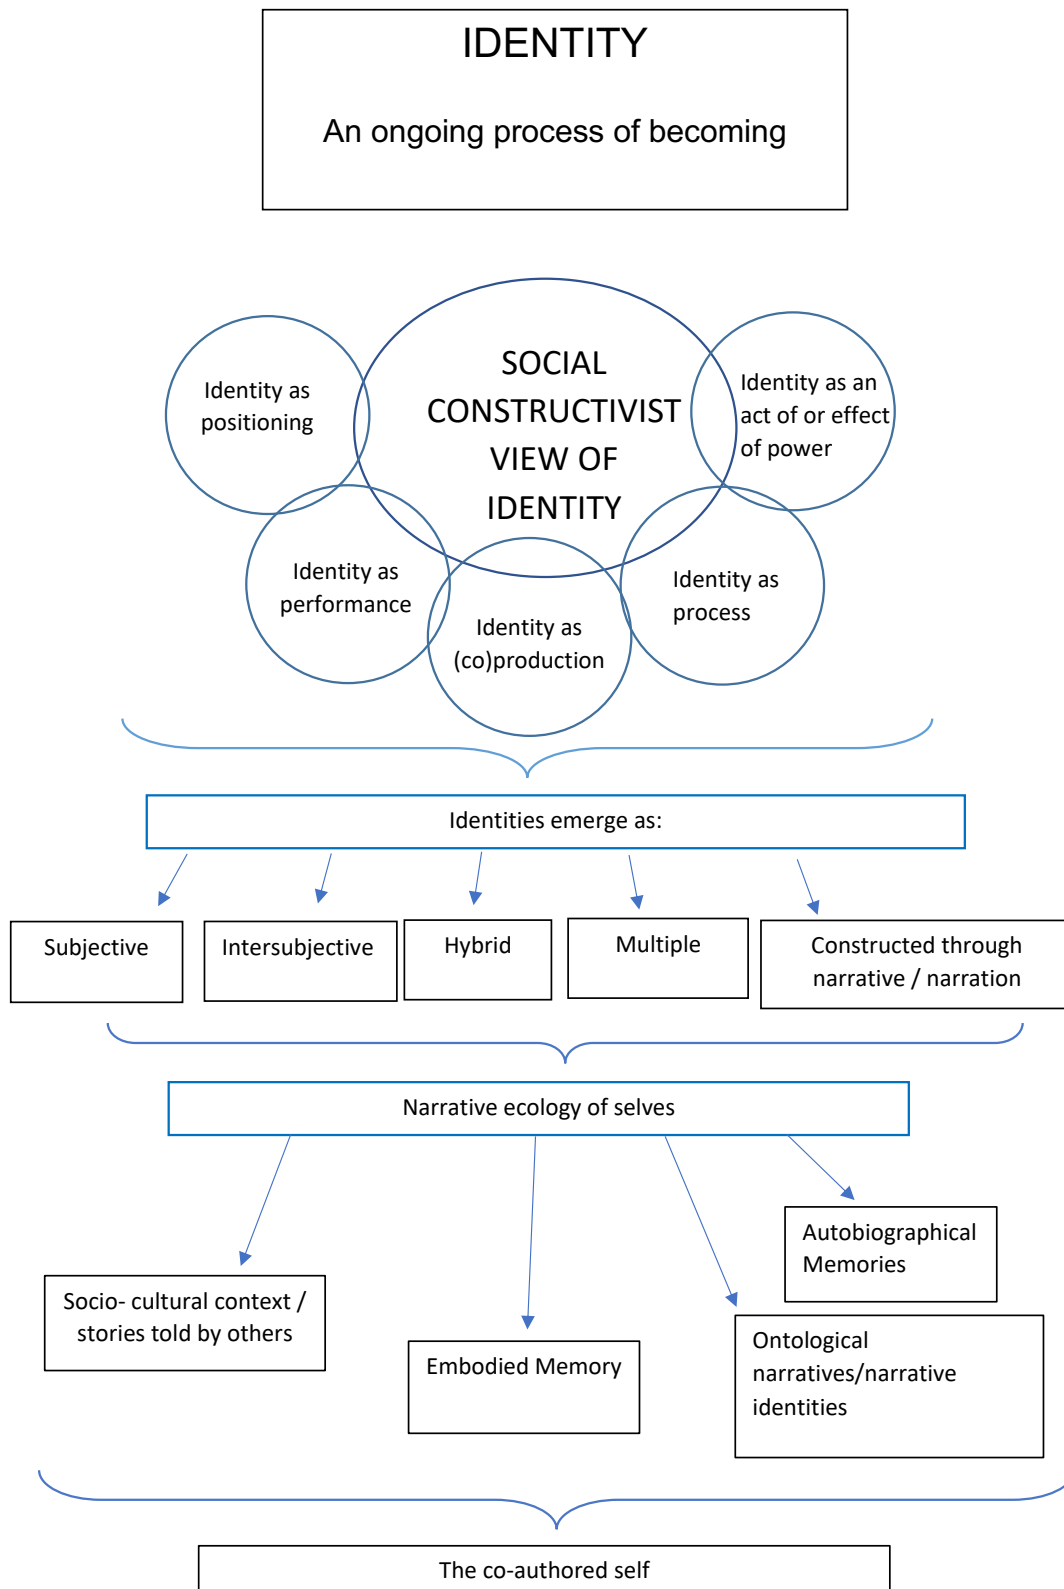 IDENTITY
An ongoing process of becoming
SOCIAL
CONSTRUCTIVIST
VIEW OF
IDENTITY
Identity as
positioning
Identity as an
act of or effect
of power
Identity as
performance
Identity as
(co)production
Identity as
process
Identities emerge as:
Subjective
Intersubjective
Hybrid
Multiple
Constructed through
narrative / narration
Narrative ecology of selves
Socio- cultural context /
stories told by others
Embodied Memory
Autobiographical
Memories
Ontological
narratives/narrative
identities
The co-authored self